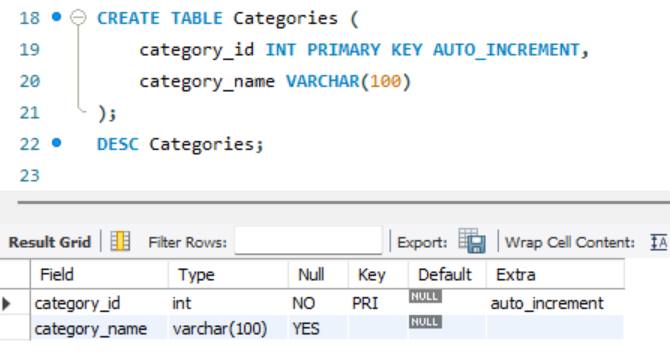 18 CREATE TABLE Categories (
19 category_id INT PRIMARY KEY AUTO_INCREMENT,
20 category_name VARCHAR(100)
21 );
22 DESC Categories;
23
Result Grid Filter Rows: Export: Wrap Cell Content: IA
Field Type Null Key Default Extra
category_id int NO PRI NULL auto_increment
category_name varchar(100) YES NULL